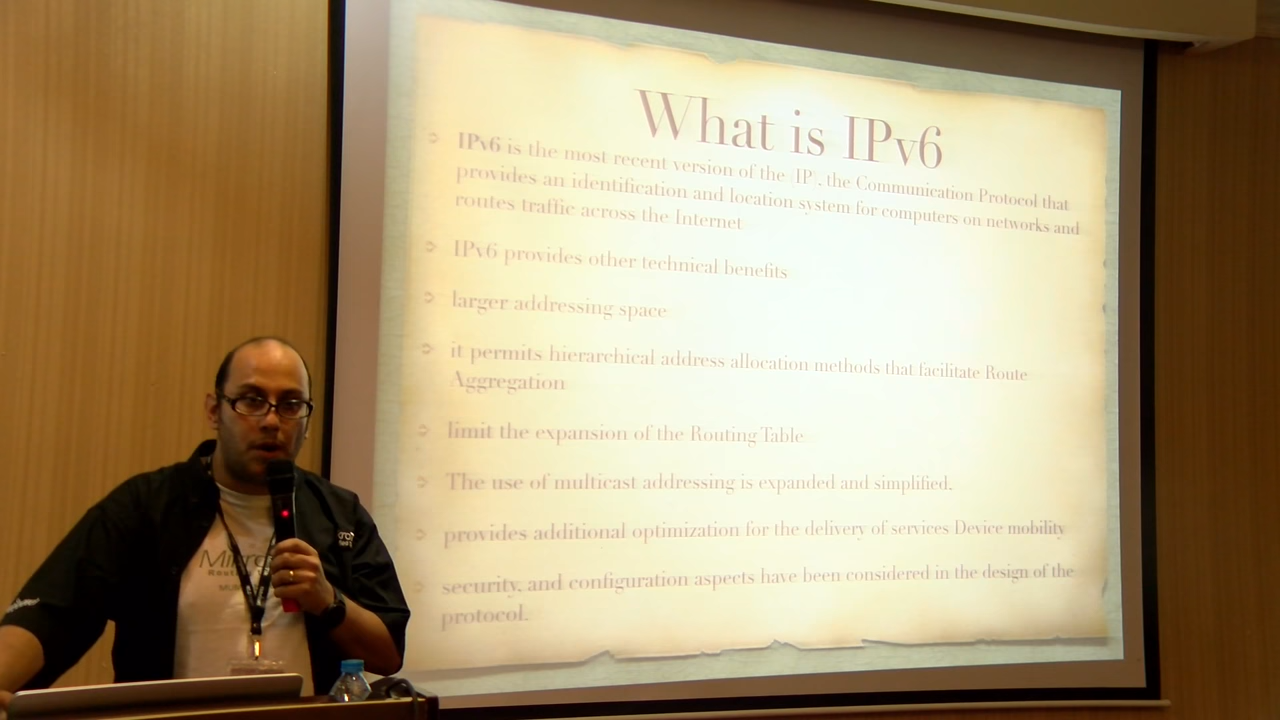 What is IPv6
IPv6 is the most recent version of the IP , the Communication Protocol that
provides an identification and location system for computers on networks and
routes traffic across the Internet
IPv6 provides other technical benefits
larger addressing space
it permits hierarchical address allocation methods that facilitate Route
Aggregation
limit the expansion of the Routing Table
The use of multicast addressing is expanded and simplified.
provides additional optimization for the delivery of services Device mobility
security, and configuration aspects have been considered in the design of the
protocol.